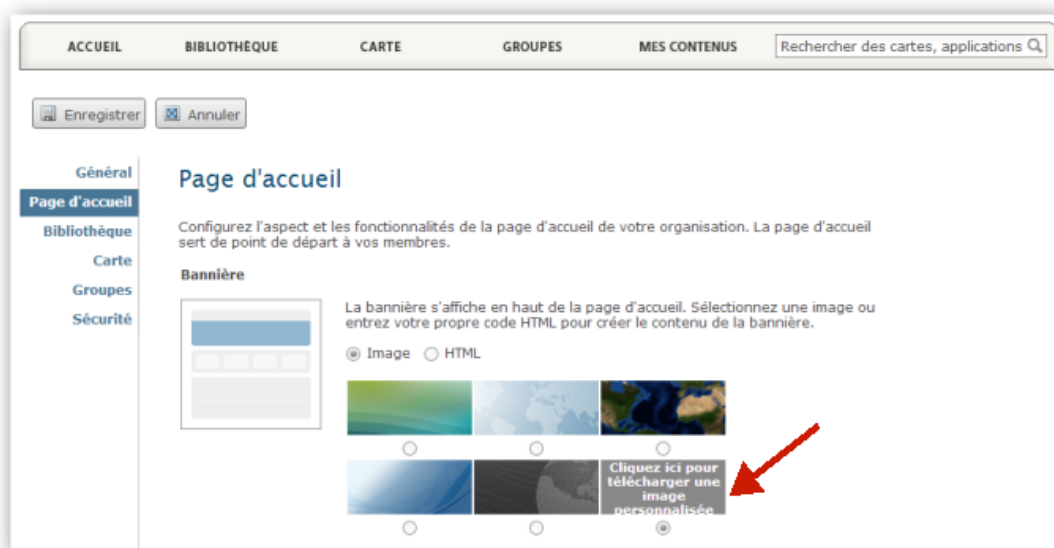 ACCUEIL BIBLIOTHÈQUE CARTE GROUPES MES CONTENUS Rechercher des cartes, applications
Enregistrer Annuler
Général
Page d'accueil
Bibliothèque
Carte
Groupes
Sécurité
Page d'accueil
Configurez l'aspect et les fonctionnalités de la page d'accueil de votre organisation. La page d'accueil
sert de point de départ à vos membres.
Bannière
La bannière s'affiche en haut de la page d'accueil. Sélectionnez une image ou
entrez votre propre code HTML pour créer le contenu de la bannière.
Image HTML
Cliquez ici pour
télécharger une
image
personnalisée